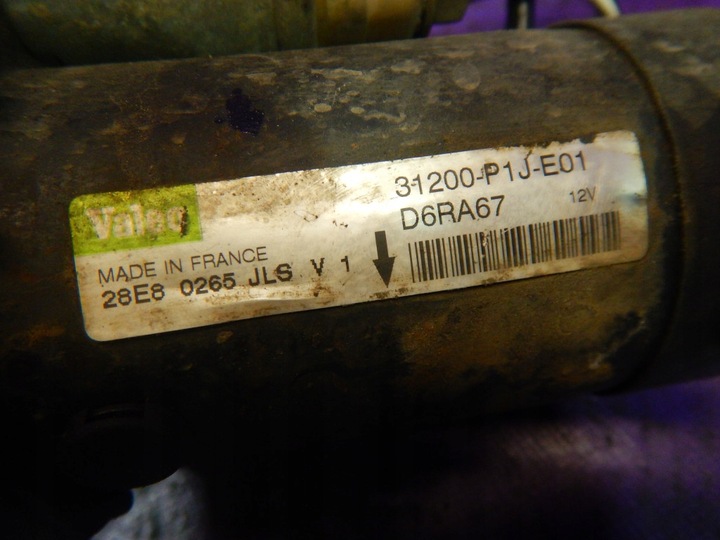 Valeo
31200-P1J-E01
D6RA67 12V
MADE IN FRANCE
28E8 0265 JLS V 1